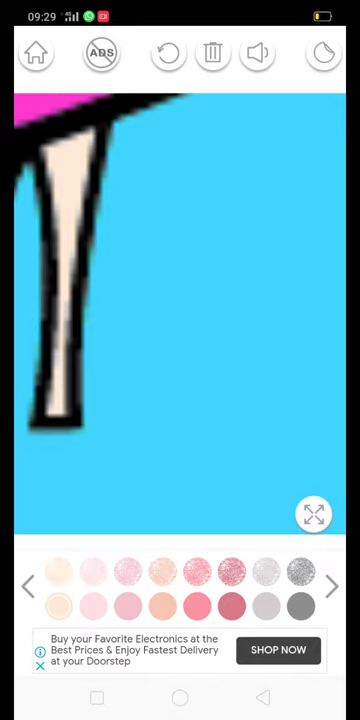 09:29
ADS
Buy your Favorite Electronics at the
Best Prices & Enjoy Fastest Delivery
at your Doorstep
SHOP NOW